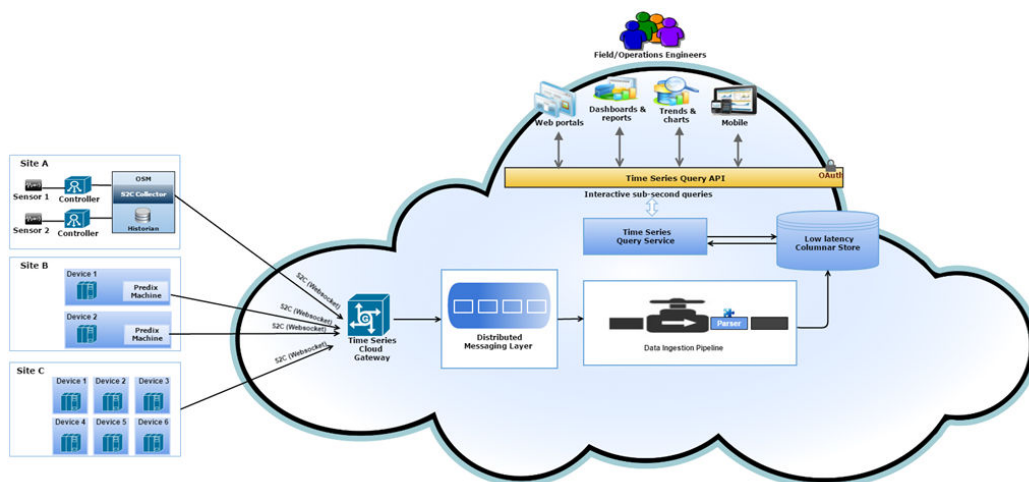 Field/Operations Engineers
Web portals
Dashboards &
reports
Trends &
charts
Mobile
Time Series Query API
OAuth
Interactive sub-second queries
Time Series
Query Service
Low latency
Columnar Store
Site A
Sensor 1
Controller
Sensor 2
Controller
OSM
S2C Collector
Historian
Site B
Device 1
Predix
Machine
Device 2
Predix
Machine
Site C
Device 1
Device 2
Device 3
Device 4
Device 5
Device 6
S2C (Websocket)
S2C (Websocket)
S2C (Websocket)
S2C (Websocket)
Time Series
Cloud
Gateway
Distributed
Messaging Layer
Parser
Data Ingestion Pipeline